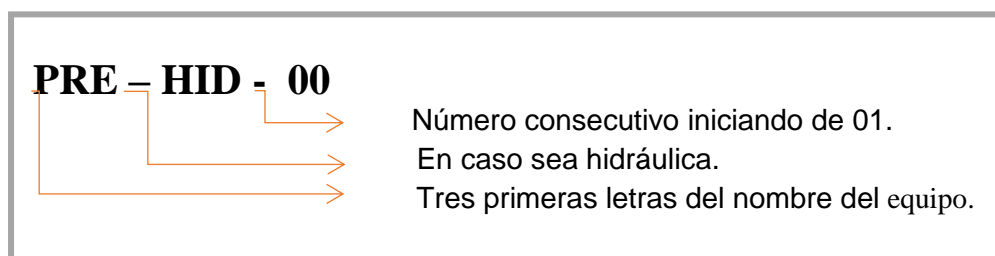 PRE – HID - 00
Número consecutivo iniciando de 01.
En caso sea hidráulica.
Tres primeras letras del nombre del equipo.